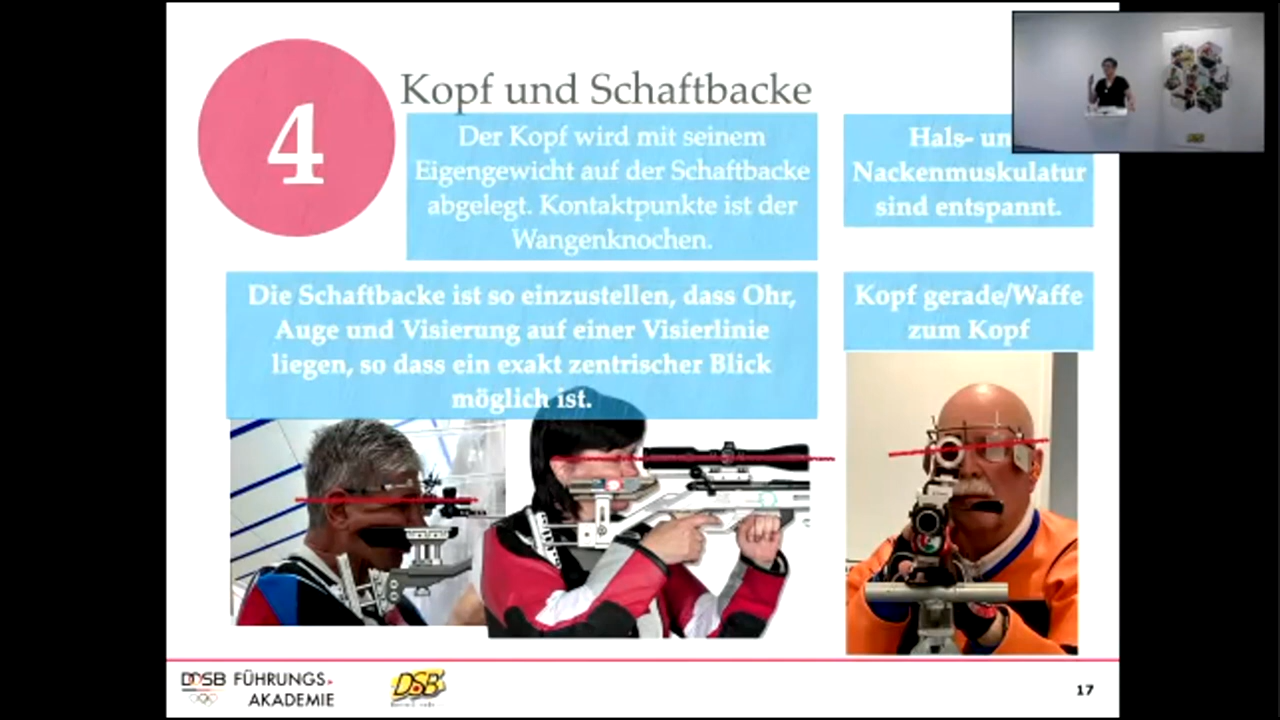 4
Kopf und Schaftbacke
Der Kopf wird mit seinem
Eigengewicht auf der Schaftbacke
abgelegt. Kontaktpunkte ist der
Wangenknochen.
Hals- un
Nackenmuskulatur
sind entspannt.
Die Schaftbacke ist so einzustellen, dass Ohr,
Auge und Visierung auf einer Visierlinie
liegen, so dass ein exakt zentrischer Blick
möglich ist.
Kopf gerade/Waffe
zum Kopf
DOSB FÜHRUNGS
AKADEMIE
DSB
17